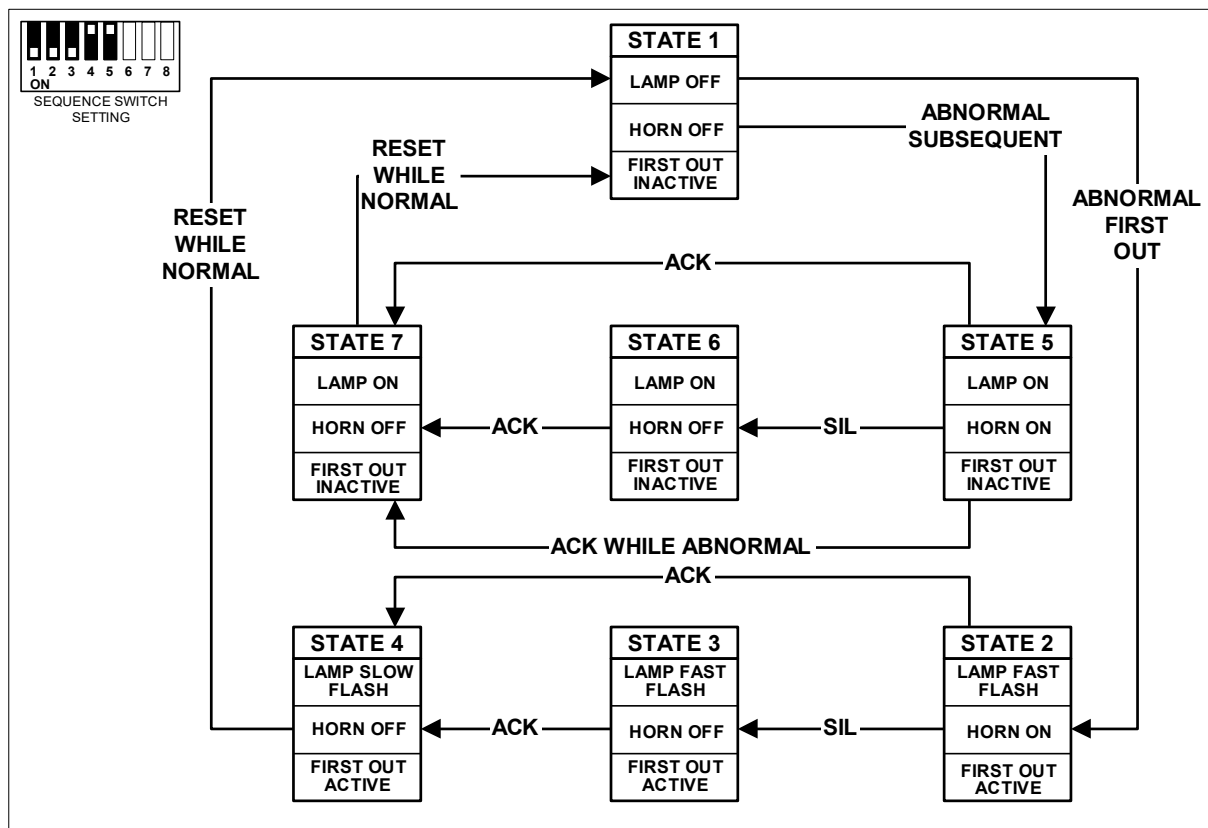 1 2 3 4 5 6 7 8
ON
SEQUENCE SWITCH
SETTING
STATE 1
LAMP OFF
HORN OFF
FIRST OUT
INACTIVE
ABNORMAL
SUBSEQUENT
ABNORMAL
FIRST
OUT
RESET
WHILE
NORMAL
RESET
WHILE
NORMAL
ACK
STATE 7
LAMP ON
HORN OFF
FIRST OUT
INACTIVE
ACK
STATE 6
LAMP ON
HORN OFF
FIRST OUT
INACTIVE
SIL
STATE 5
LAMP ON
HORN ON
FIRST OUT
INACTIVE
ACK WHILE ABNORMAL
ACK
STATE 4
LAMP SLOW
FLASH
HORN OFF
FIRST OUT
ACTIVE
ACK
STATE 3
LAMP FAST
FLASH
HORN OFF
FIRST OUT
ACTIVE
SIL
STATE 2
LAMP FAST
FLASH
HORN ON
FIRST OUT
ACTIVE